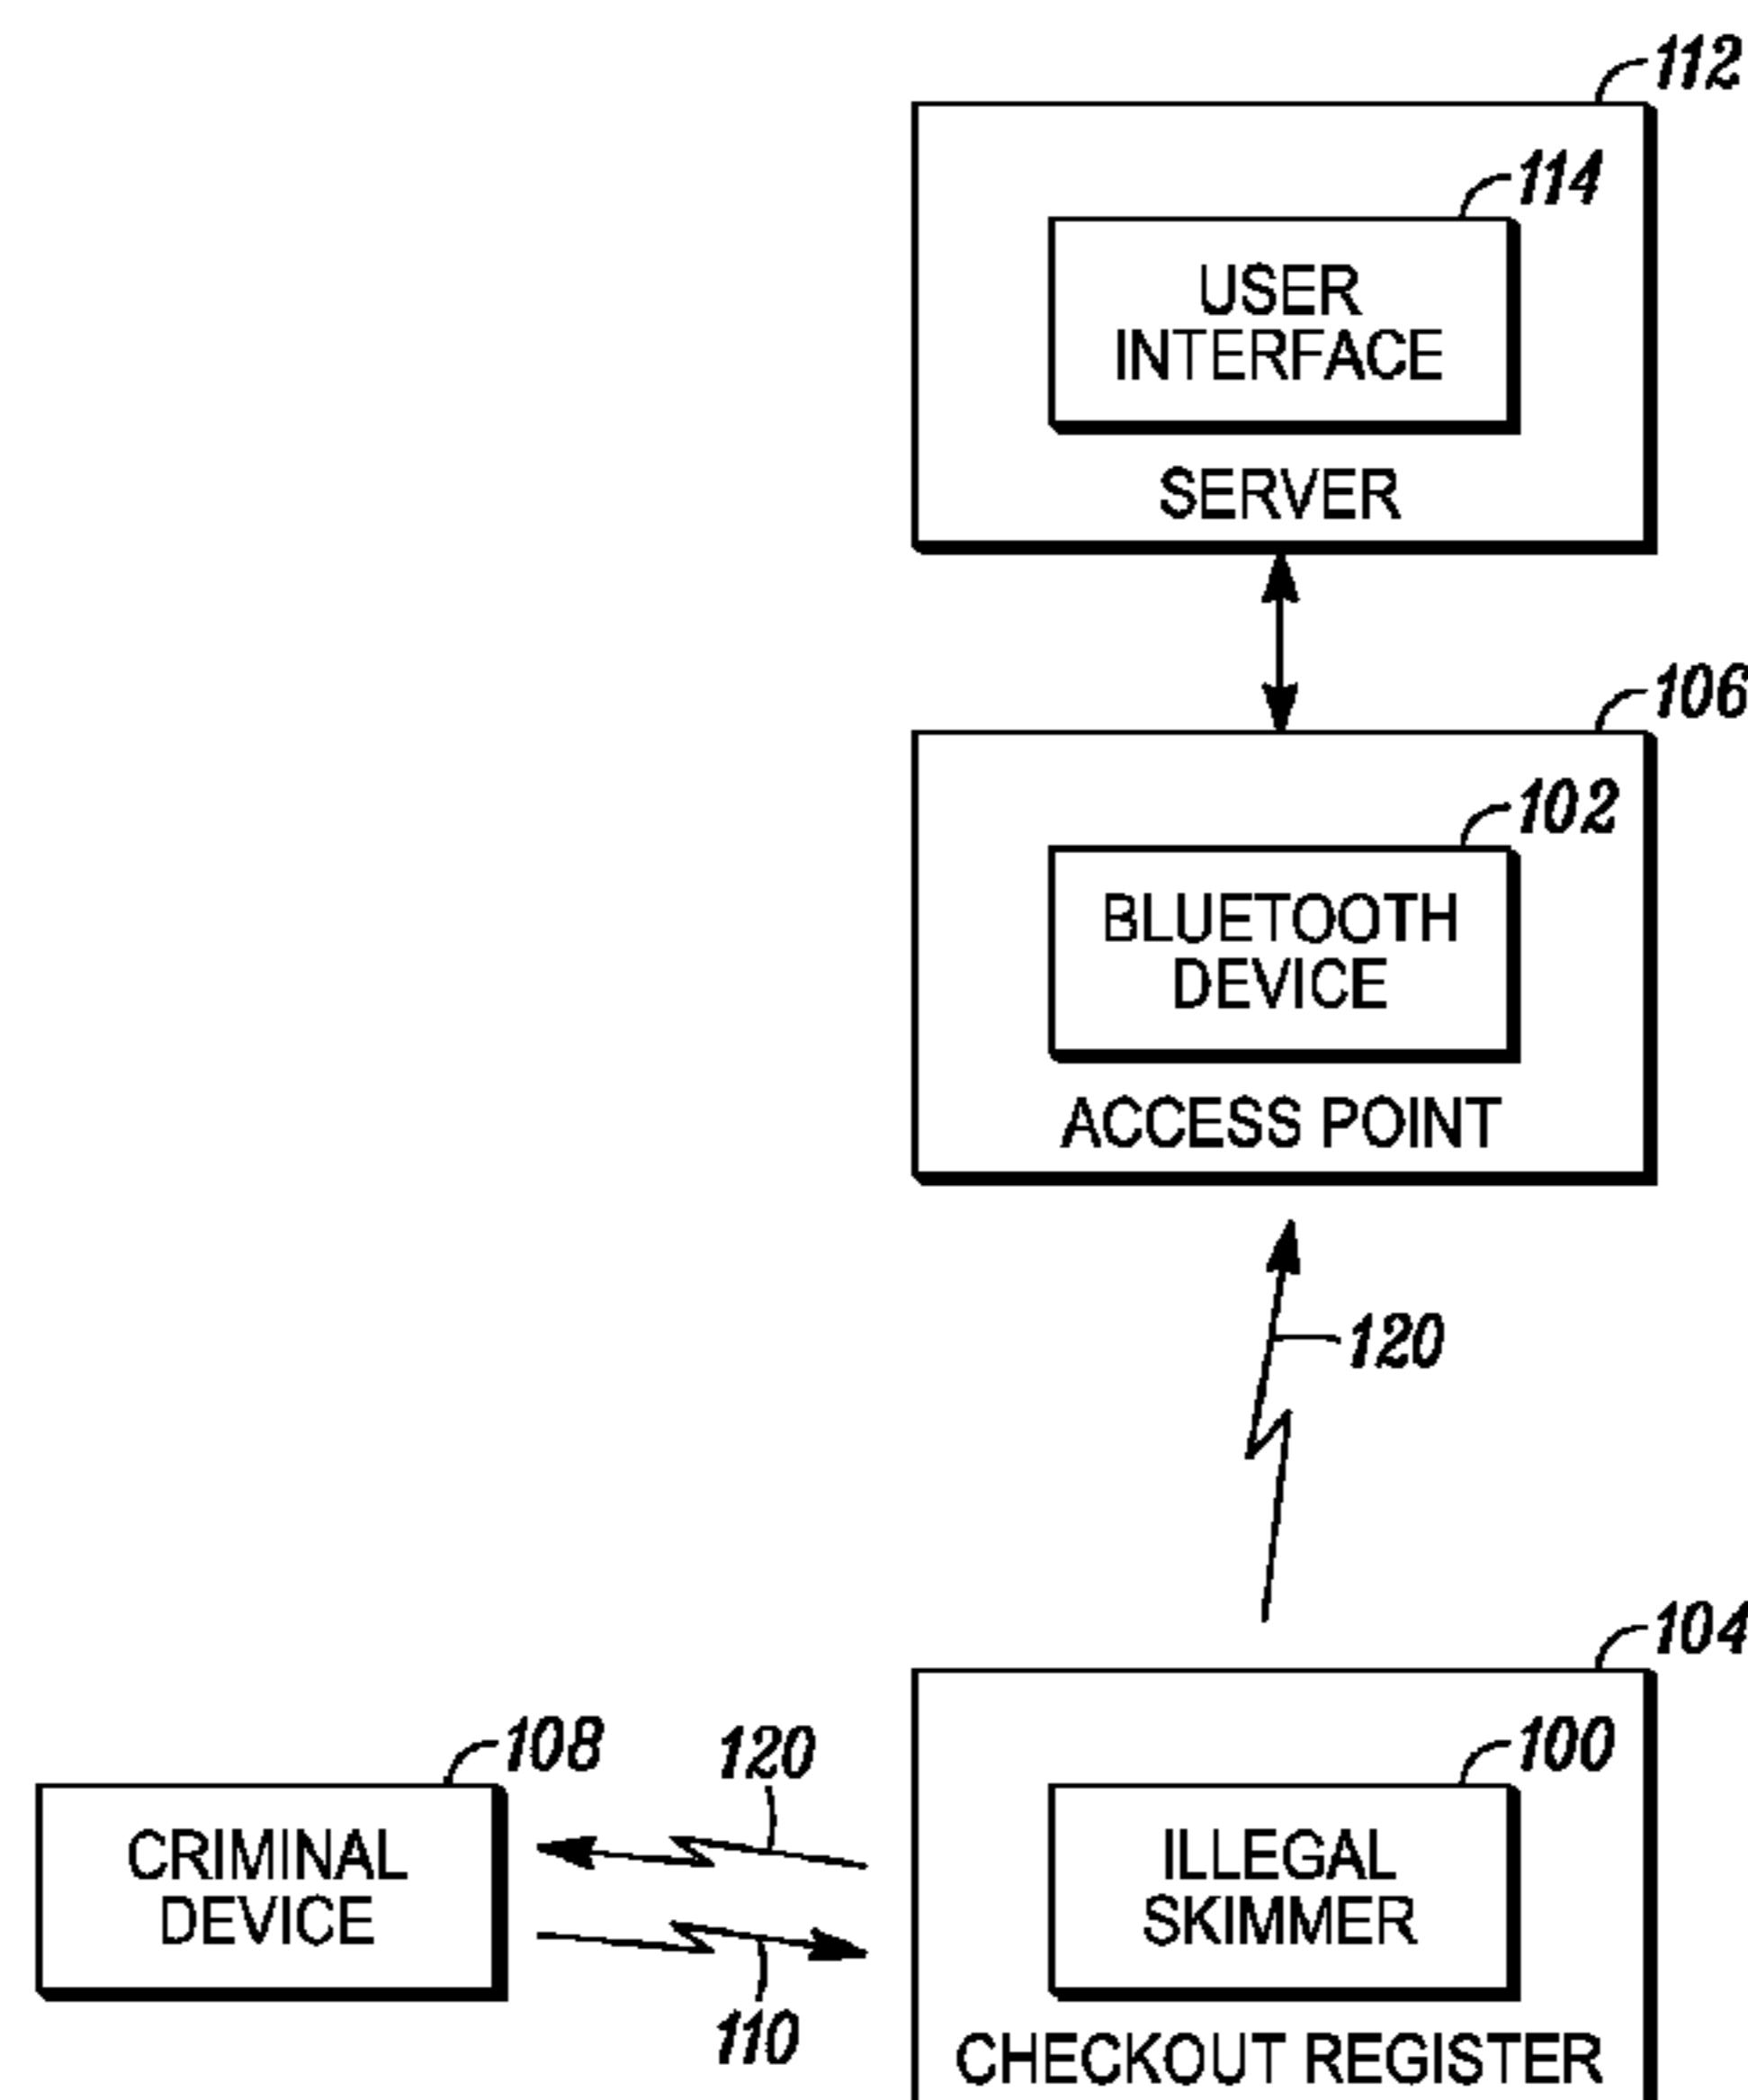 112
114
USER
INTERFACE
SERVER
106
102
BLUETOOTH
DEVICE
ACCESS POINT
120
104
108
120
100
CRIMINAL
DEVICE
ILLEGAL
SKIMMER
110
CHECKOUT REGISTER